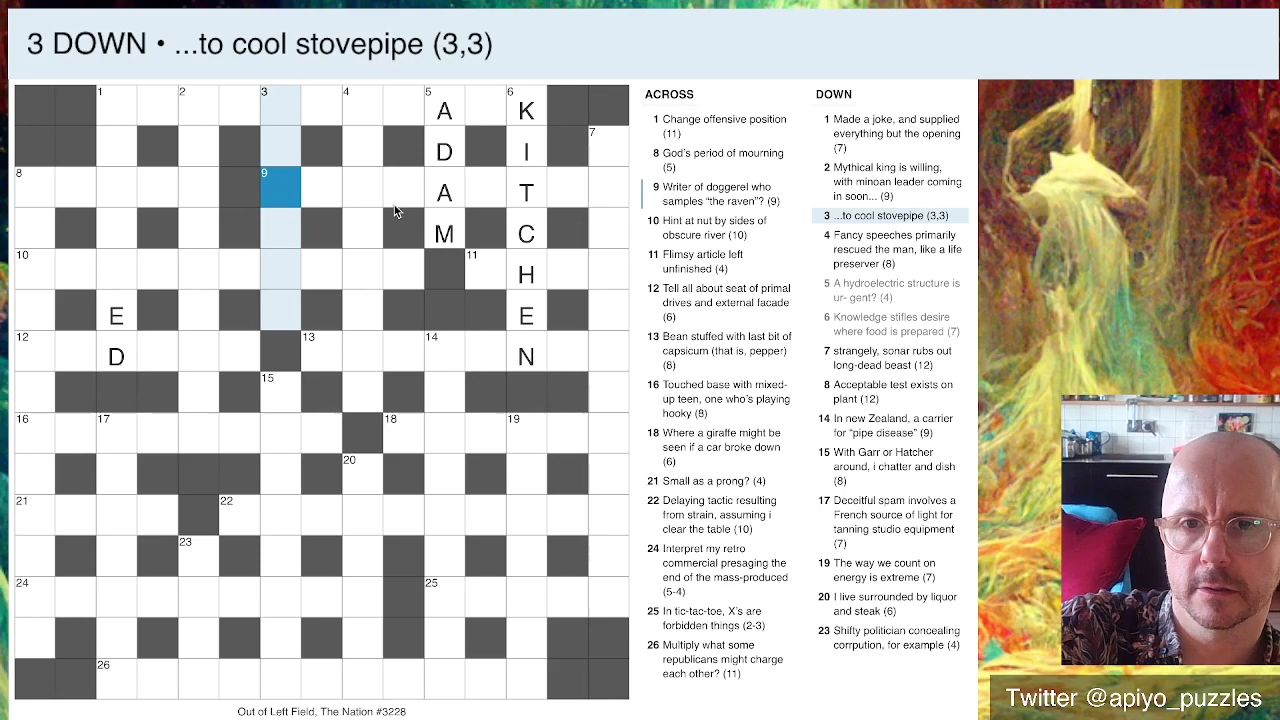 3 DOWN • ...to cool stovepipe (3,3)
1 2 3 4 5 6
A K
D I 7
8 9 A T
M C
10 11 H
E E
12 D 13 14 N
15
16 17 18 19
20
21 22
23
24 25
26
Out of Left Field, The Nation #3228
ACROSS
1 Change offensive position
(11)
8 God's period of mourning
(5)
9 Writer of doggerel who
samples “the raven”? (9)
10 Hint at nut by sides of
obscure river (10)
11 Flimsy article left
unfinished (4)
12 Tell all about seat of primal
drives and external facade
(6)
13 Bean stuffed with last bit of
capsicum (that is, pepper)
(8)
16 Touched base with mixed-
up teen, one who's playing
hooky (8)
18 Where a giraffe might be
seen if a car broke down
(6)
21 Small as a prong? (4)
22 Delaying tactic resulting
from strain, assuming i
clear the table (10)
24 Interpret my retro
commercial presaging the
end of the mass-produced
(5-4)
25 In tic-tac-toe, X's are
forbidden things (2-3)
26 Multiply what some
republicans might charge
each other? (11)
DOWN
1 Made a joke, and supplied
everything but the opening
(7)
2 Mythical king is willing,
with minoan leader coming
in soon... (9)
3 ...to cool stovepipe (3,3)
4 Fancy speeches primarily
rescued the man, like a life
preserver (8)
5 A hydroelectric structure is
ur- gent? (4)
6 Knowledge stifles desire
where food is prepared (7)
7 strangely, sonar rubs out
long-dead beast (12)
8 Acceptable test exists on
plant (12)
14 In new Zealand, a carrier
for “pipe disease” (9)
15 With Garr or Hatcher
around, i chatter and dish
(8)
17 Deceitful spam involves a
French source of light for
tanning studio equipment
(7)
19 The way we count on
energy is extreme (7)
20 I live surrounded by liquor
and steak (6)
23 Shifty politician concealing
corrpution, for example (4)
Twitter @apiyo_puzzles